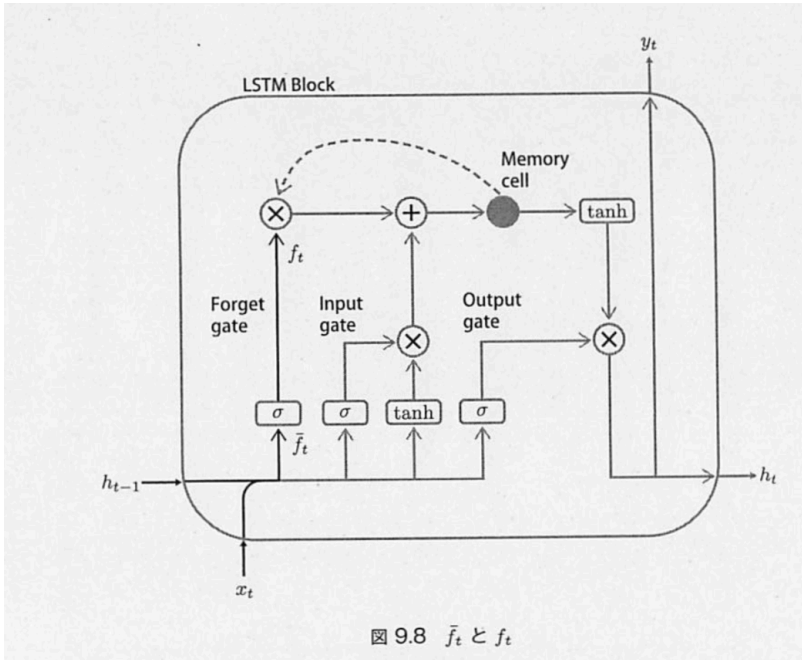 y_t
LSTM Block
Memory
cell
×
+
tanh
f_t
Forget
gate
Input
gate
Output
gate
×
×
σ
σ
tanh
σ
f̄_t
h_{t−1}
h_t
x_t
図 9.8 f̄_t と f_t